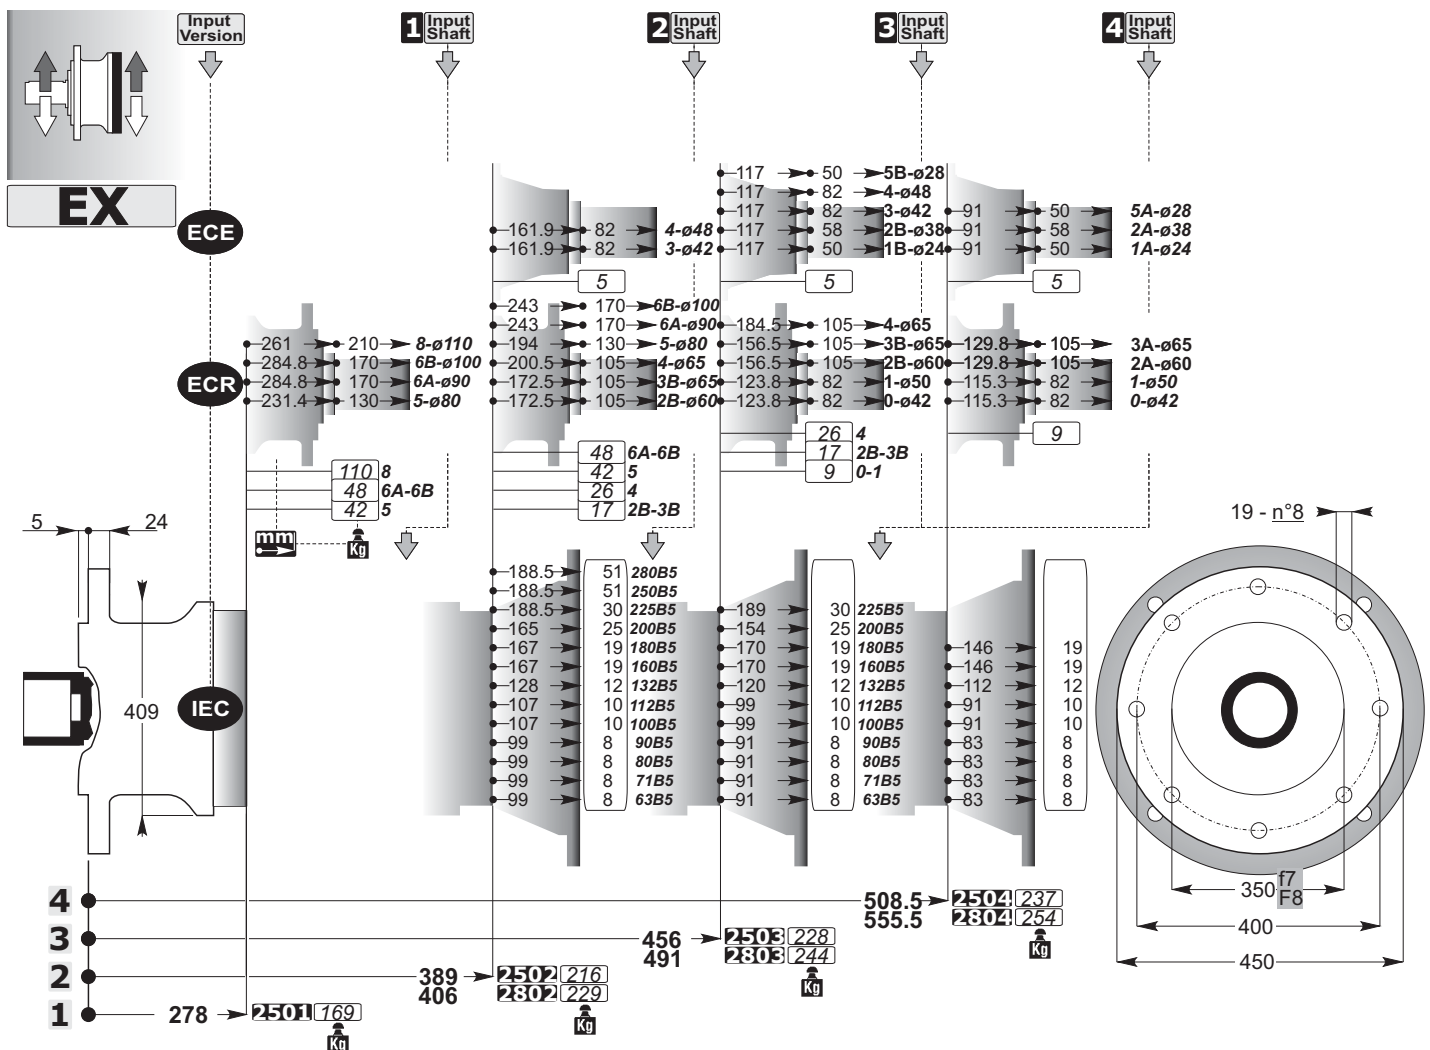 Input Version
1 Input Shaft
2 Input Shaft
3 Input Shaft
4 Input Shaft
EX
ECE
161.9 82 4-ø48
161.9 82 3-ø42
5
117 50 5B-ø28
117 82 4-ø48
117 82 3-ø42
117 58 2B-ø38
117 50 1B-ø24
5
91 50 5A-ø28
91 58 2A-ø38
91 50 1A-ø24
5
ECR
261 210 8-ø110
284.8 170 6B-ø100
284.8 170 6A-ø90
231.4 130 5-ø80
110 8
48 6A-6B
42 5
mm
Kg
243 170 6B-ø100
243 170 6A-ø90
194 130 5-ø80
200.5 105 4-ø65
172.5 105 3B-ø65
172.5 105 2B-ø60
48 6A-6B
42 5
26 4
17 2B-3B
184.5 105 4-ø65
156.5 105 3B-ø65
156.5 105 2B-ø60
123.8 82 1-ø50
123.8 82 0-ø42
26 4
17 2B-3B
9 0-1
129.8 105 3A-ø65
129.8 105 2A-ø60
115.3 82 1-ø50
115.3 82 0-ø42
9
5 24
409
IEC
188.5 51 280B5
188.5 51 250B5
188.5 30 225B5
165 25 200B5
167 19 180B5
167 19 160B5
128 12 132B5
107 10 112B5
107 10 100B5
99 8 90B5
99 8 80B5
99 8 71B5
99 8 63B5
189 30 225B5
154 25 200B5
170 19 180B5
170 19 160B5
120 12 132B5
99 10 112B5
99 10 100B5
91 8 90B5
91 8 80B5
91 8 71B5
91 8 63B5
146 19
146 19
112 12
91 10
91 10
83 8
83 8
83 8
83 8
19 - n°8
350 f7 F8
400
450
4 508.5 2504 237
555.5 2804 254
Kg
3 456 2503 228
491 2803 244
Kg
2 389 2502 216
406 2802 229
Kg
1 278 2501 169
Kg